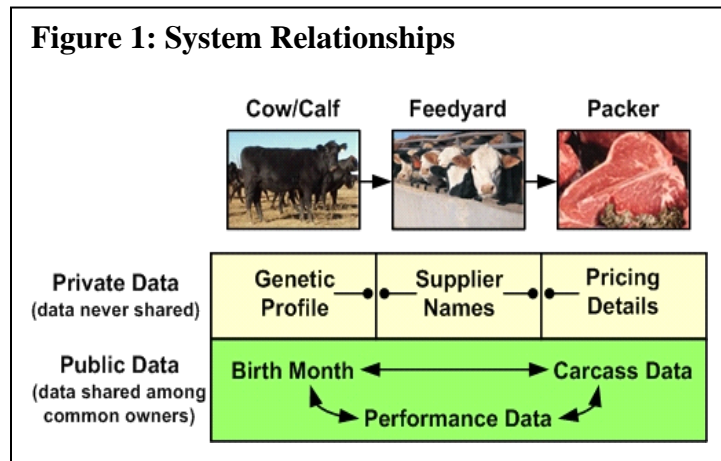 Figure 1: System Relationships
Cow/Calf
Feedyard
Packer
Private Data
(data never shared)
Genetic
Profile
Supplier
Names
Pricing
Details
Public Data
(data shared among
common owners)
Birth Month
Carcass Data
Performance Data